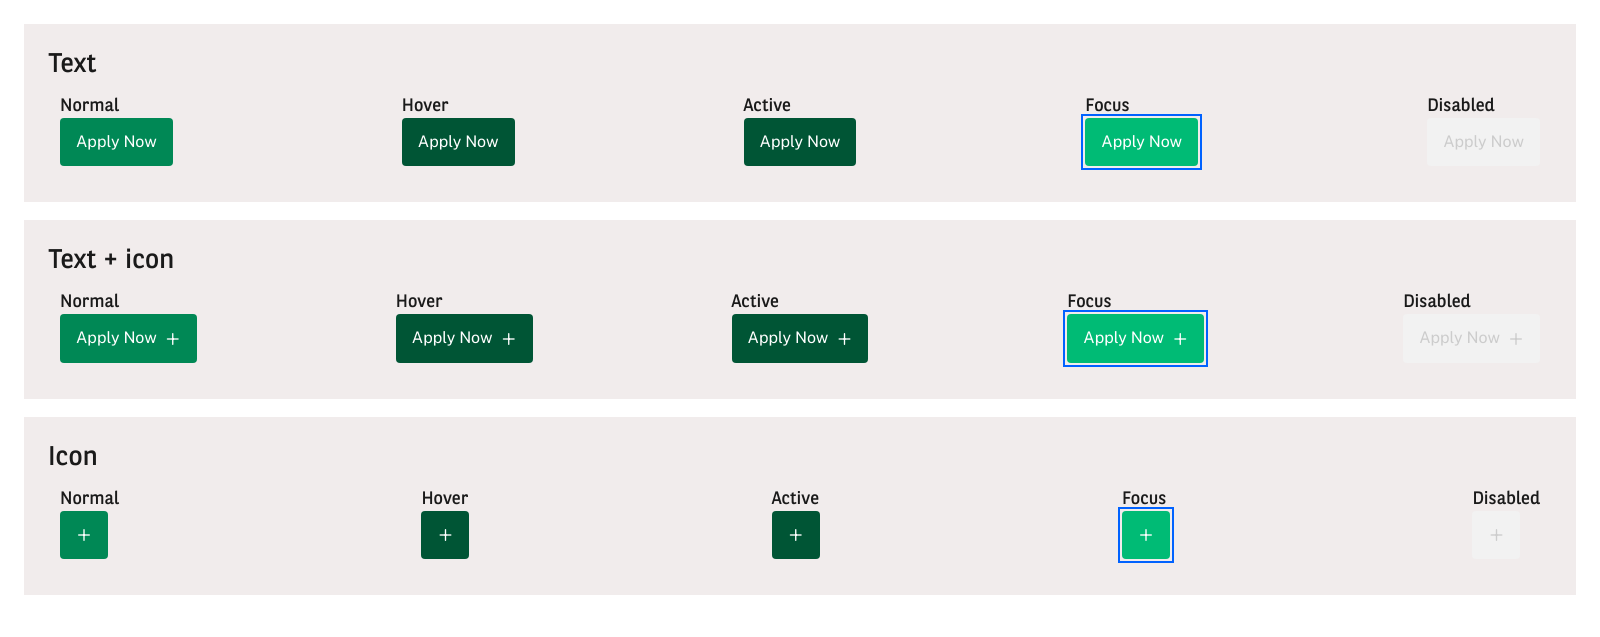 Text
Normal Hover Active Focus Disabled
Apply Now Apply Now Apply Now Apply Now Apply Now
Text + icon
Normal Hover Active Focus Disabled
Apply Now + Apply Now + Apply Now + Apply Now + Apply Now +
Icon
Normal Hover Active Focus Disabled
+ + + + +